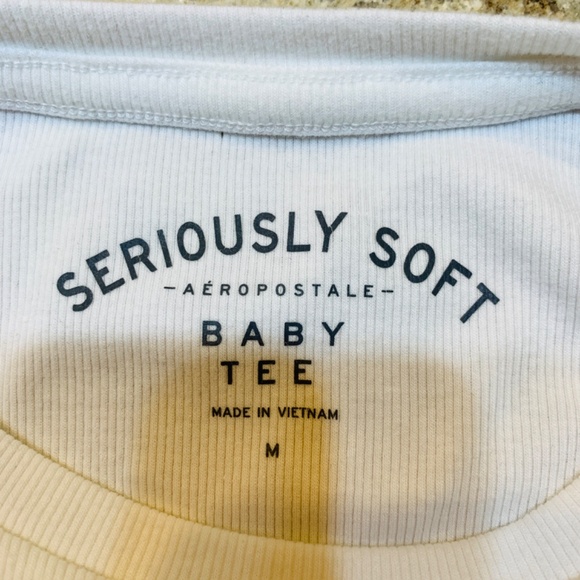 SERIOUSLY SOFT
–AÉROPOSTALE–
BABY
TEE
MADE IN VIETNAM
M